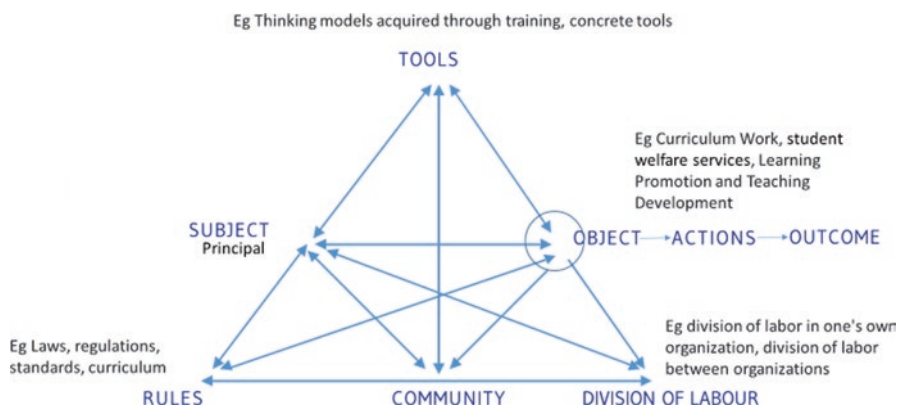 Eg Thinking models acquired through training, concrete tools
TOOLS
Eg Curriculum Work, student
welfare services, Learning
Promotion and Teaching
Development
SUBJECT
Principal
OBJECT ACTIONS OUTCOME
Eg Laws, regulations,
standards, curriculum
Eg division of labor in one's own
organization, division of labor
between organizations
RULES COMMUNITY DIVISION OF LABOUR